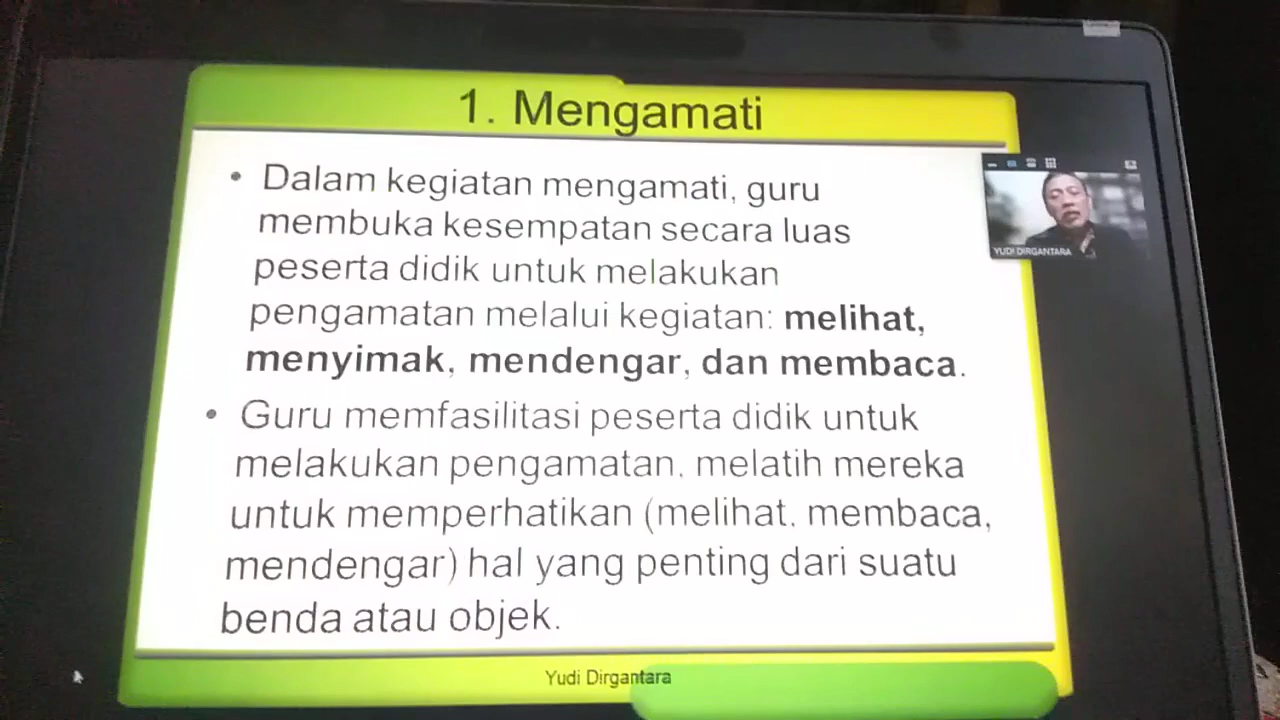 1. Mengamati
• Dalam kegiatan mengamati, guru
membuka kesempatan secara luas
peserta didik untuk melakukan
pengamatan melalui kegiatan: melihat,
menyimak, mendengar, dan membaca.
• Guru memfasilitasi peserta didik untuk
melakukan pengamatan, melatih mereka
untuk memperhatikan (melihat, membaca,
mendengar) hal yang penting dari suatu
benda atau objek.
YUDI DIRGANTARA
Yudi Dirgantara